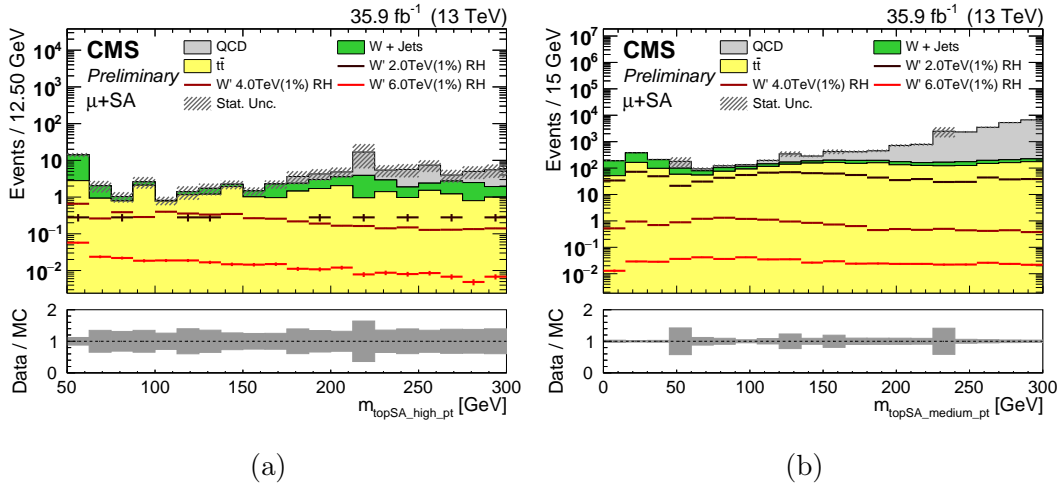 35.9 fb⁻¹ (13 TeV)
CMS
Preliminary
μ+SA
QCD
W + Jets
tt̄
W' 2.0TeV(1%) RH
W' 4.0TeV(1%) RH
W' 6.0TeV(1%) RH
Stat. Unc.
Events / 12.50 GeV
10⁴
10³
10²
10
1
10⁻¹
10⁻²
Data / MC
2
1
0
50 100 150 200 250 300
m_topSA_high_pt [GeV]
(a)
35.9 fb⁻¹ (13 TeV)
CMS
Preliminary
μ+SA
QCD
W + Jets
tt̄
W' 2.0TeV(1%) RH
W' 4.0TeV(1%) RH
W' 6.0TeV(1%) RH
Stat. Unc.
Events / 15 GeV
10⁷
10⁶
10⁵
10⁴
10³
10²
10
1
10⁻¹
10⁻²
Data / MC
2
1
0
0 50 100 150 200 250 300
m_topSA_medium_pt [GeV]
(b)